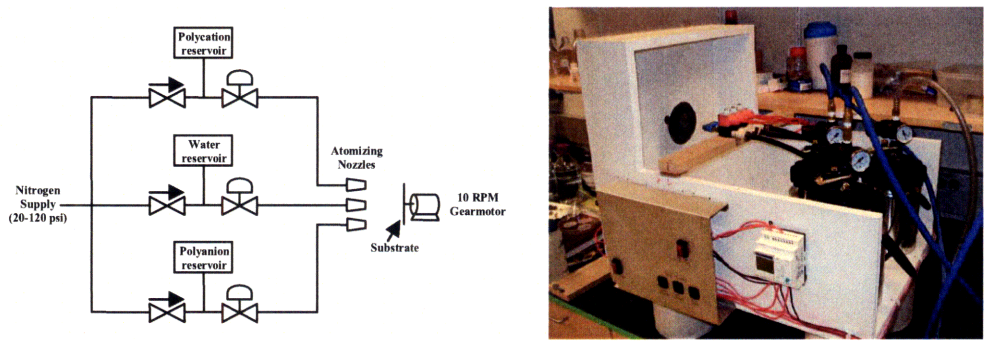 Polycation
reservoir
Water
reservoir
Atomizing
Nozzles
Nitrogen
Supply
(20-120 psi)
10 RPM
Gearmotor
Substrate
Polyanion
reservoir